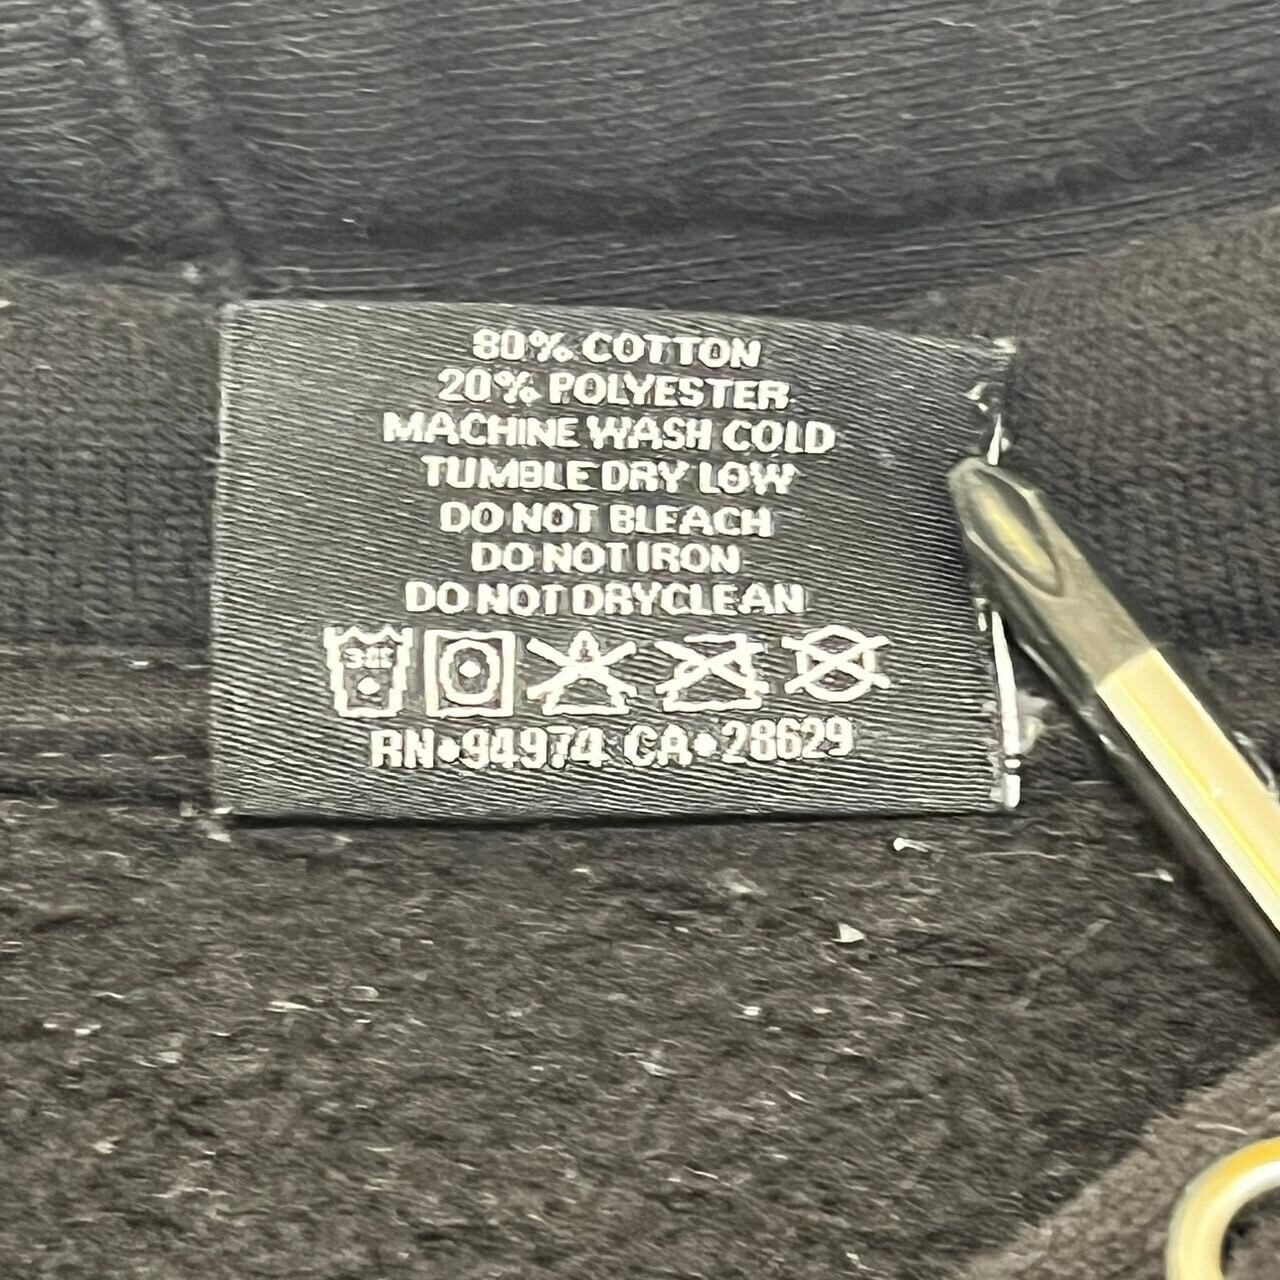 80% COTTON
20% POLYESTER
MACHINE WASH COLD
TUMBLE DRY LOW
DO NOT BLEACH
DO NOT IRON
DO NOT DRYCLEAN
RN•94974 CA•28629